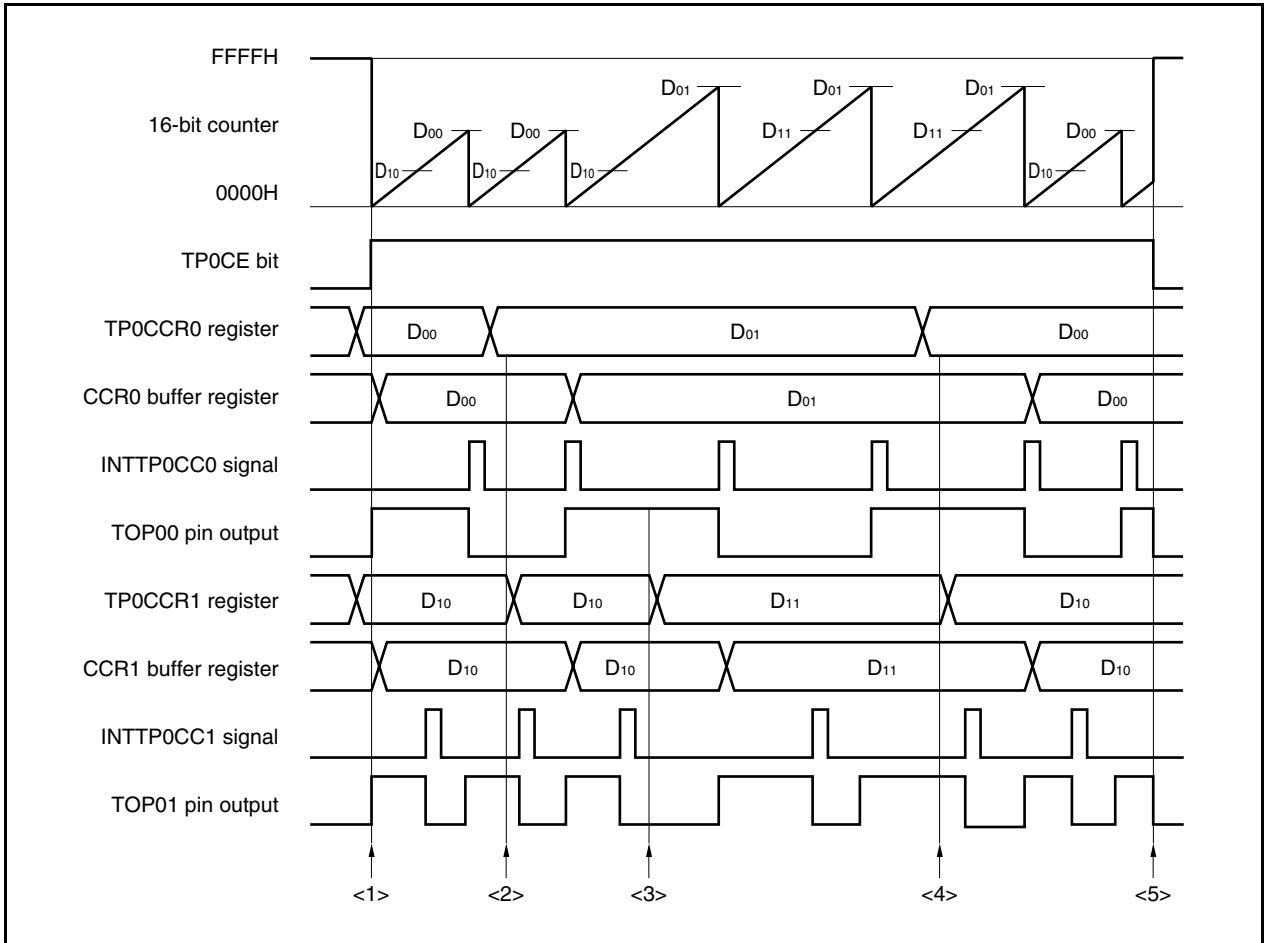 FFFFH
D01 D01 D01
16-bit counter
D00 D00 D11 D11 D00
D10 D10 D10 D10
0000H
TP0CE bit
TP0CCR0 register D00 D01 D00
CCR0 buffer register D00 D01 D00
INTTP0CC0 signal
TOP00 pin output
TP0CCR1 register D10 D10 D11 D10
CCR1 buffer register D10 D10 D11 D10
INTTP0CC1 signal
TOP01 pin output
<1> <2> <3> <4> <5>